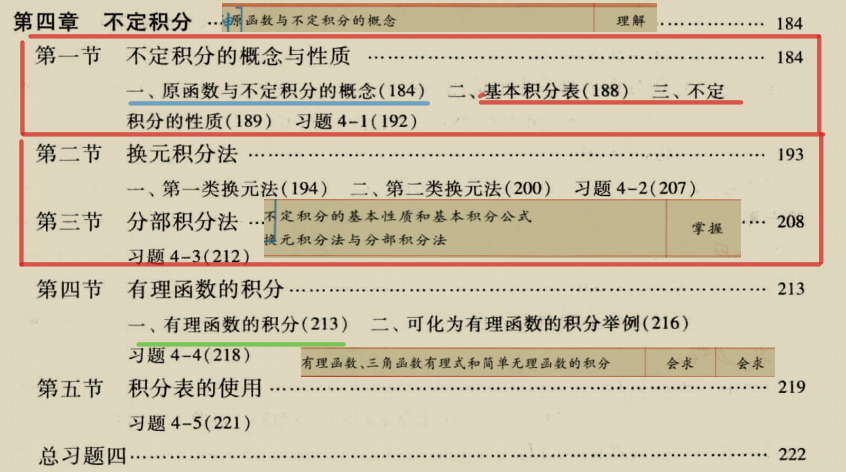 第四章 不定积分 … 原函数与不定积分的概念 理解 …………… 184
第一节 不定积分的概念与性质 …………………………………… 184
一、原函数与不定积分的概念(184) 二、基本积分表(188) 三、不定
积分的性质(189) 习题 4-1(192)
第二节 换元积分法 …………………………………………………… 193
一、第一类换元法(194) 二、第二类换元法(200) 习题 4-2(207)
不定积分的基本性质和基本积分公式
第三节 分部积分法 … 掌握 … 208
换元积分法与分部积分法
习题 4-3(212)
第四节 有理函数的积分 ……………………………………………… 213
一、有理函数的积分(213) 二、可化为有理函数的积分举例(216)
习题 4-4(218)
有理函数、三角函数有理式和简单无理函数的积分 会求 会求
第五节 积分表的使用 ………………………………………………… 219
习题 4-5(221)
总习题四 ……………………………………………………………… 222